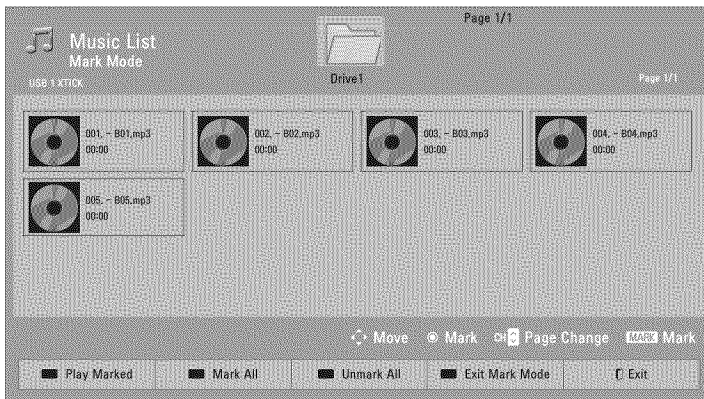 Page 1/1
Music List
Mark Mode
USB 1 XTICK
Drive1
Page 1/1
001. - B01.mp3
00:00
002. - B02.mp3
00:00
003. - B03.mp3
00:00
004. - B04.mp3
00:00
005. - B05.mp3
00:00
Move Mark CH Page Change MARK Mark
Play Marked Mark All Unmark All Exit Mark Mode Exit